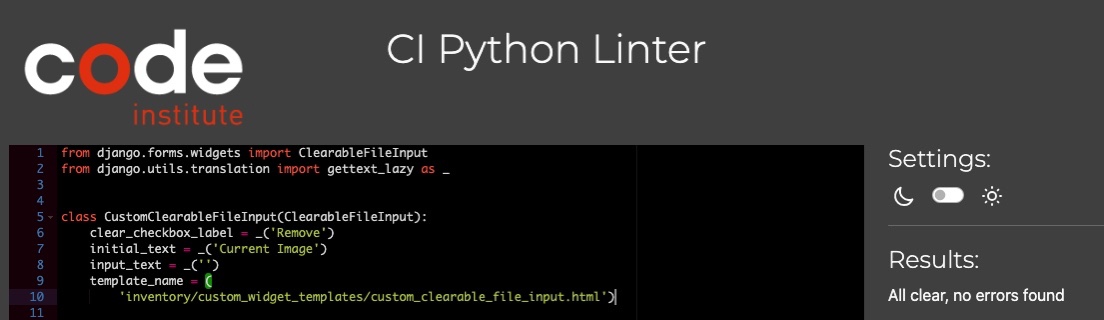 code
institute
CI Python Linter
1 from django.forms.widgets import ClearableFileInput
2 from django.utils.translation import gettext_lazy as _
3
4
5 class CustomClearableFileInput(ClearableFileInput):
6     clear_checkbox_label = _('Remove')
7     initial_text = _('Current Image')
8     input_text = _('')
9     template_name = (
10         'inventory/custom_widget_templates/custom_clearable_file_input.html')
11
Settings:
Results:
All clear, no errors found